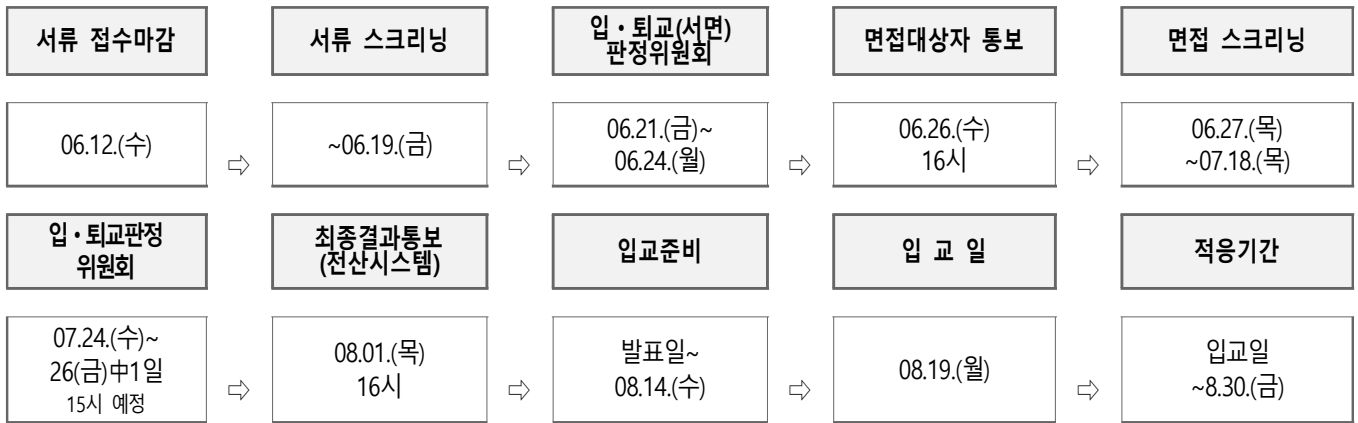 서류 접수마감
서류 스크리닝
입・퇴교(서면)
판정위원회
면접대상자 통보
면접 스크리닝
06.12.(수)
⇨
~06.19.(금)
⇨
06.21.(금)~
06.24.(월)
⇨
06.26.(수)
16시
⇨
06.27.(목)
~07.18.(목)
입・퇴교판정
위원회
최종결과통보
(전산시스템)
입교준비
입 교 일
적응기간
07.24.(수)~
26(금)中1일
15시 예정
⇨
08.01.(목)
16시
⇨
발표일~
08.14.(수)
⇨
08.19.(월)
⇨
입교일
~8.30.(금)